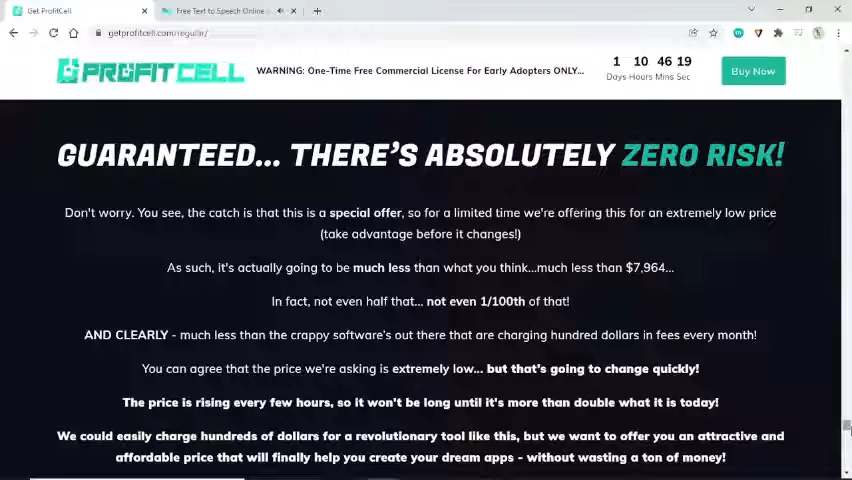 Get ProfitCell
Free Text to Speech Online
getprofitcell.com/regullir/
PROFIT CELL
WARNING: One-Time Free Commercial License For Early Adopters ONLY...
1 10 46 19
Days Hours Mins Sec
Buy Now
GUARANTEED... THERE'S ABSOLUTELY ZERO RISK!
Don't worry. You see, the catch is that this is a special offer, so for a limited time we're offering this for an extremely low price
(take advantage before it changes!)
As such, it's actually going to be much less than what you think...much less than $7,964...
In fact, not even half that... not even 1/100th of that!
AND CLEARLY - much less than the crappy software's out there that are charging hundred dollars in fees every month!
You can agree that the price we're asking is extremely low... but that's going to change quickly!
The price is rising every few hours, so it won't be long until it's more than double what it is today!
We could easily charge hundreds of dollars for a revolutionary tool like this, but we want to offer you an attractive and
affordable price that will finally help you create your dream apps - without wasting a ton of money!